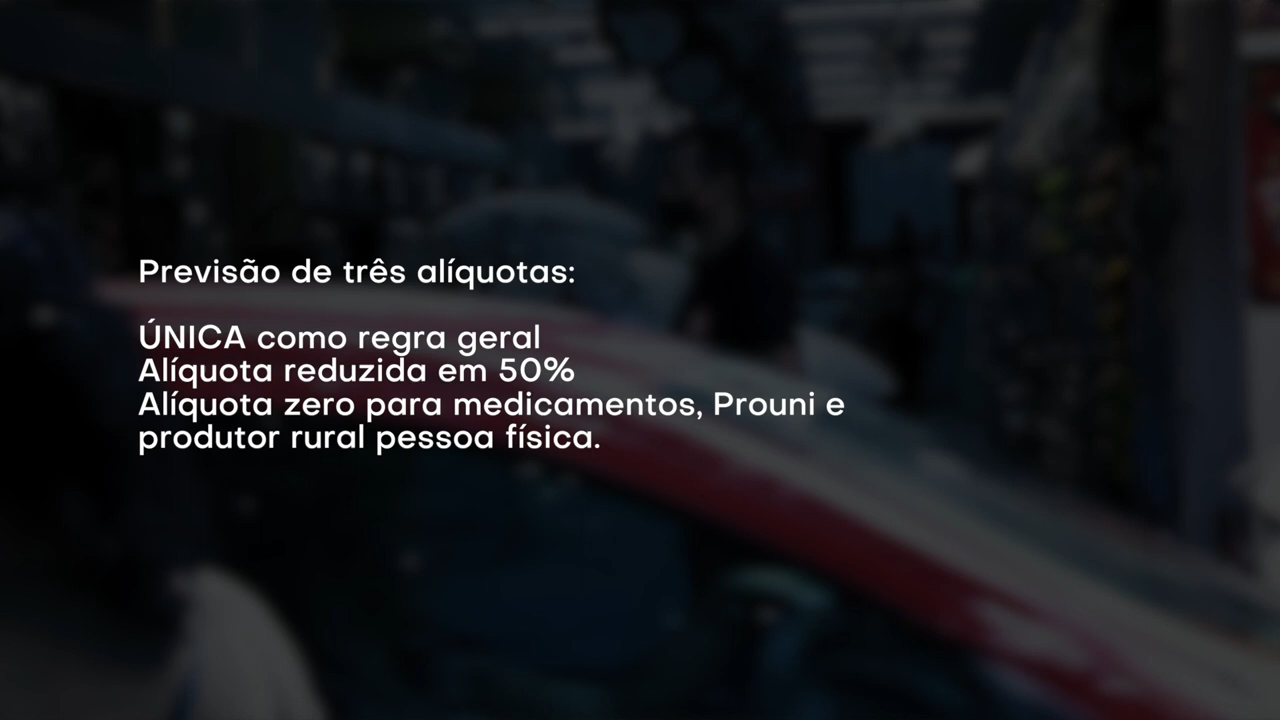 Previsão de três alíquotas:
ÚNICA como regra geral
Alíquota reduzida em 50%
Alíquota zero para medicamentos, Prouni e
produtor rural pessoa física.